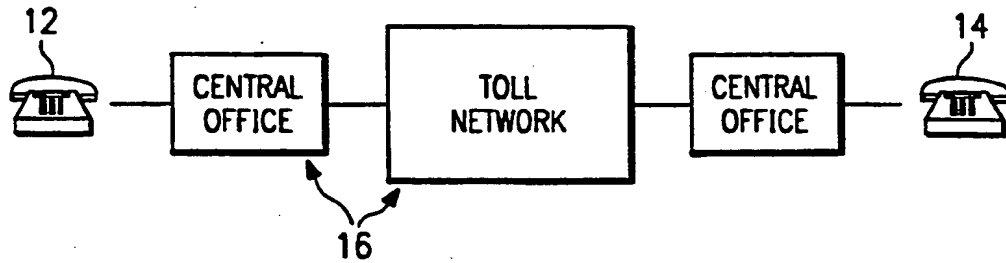 12
14
CENTRAL
OFFICE
TOLL
NETWORK
CENTRAL
OFFICE
16